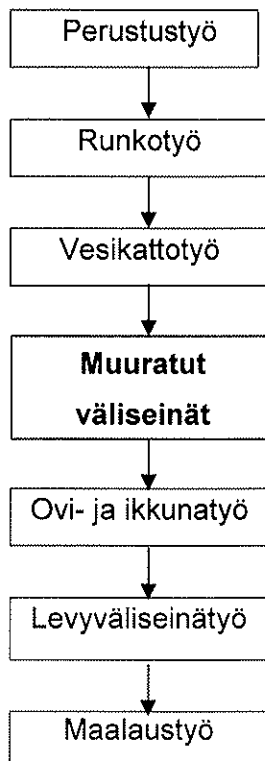 Perustustyö
Runkotyö
Vesikattotyö
Muuratut
väliseinät
Ovi- ja ikkunatyö
Levyväliseinätyö
Maalaustyö